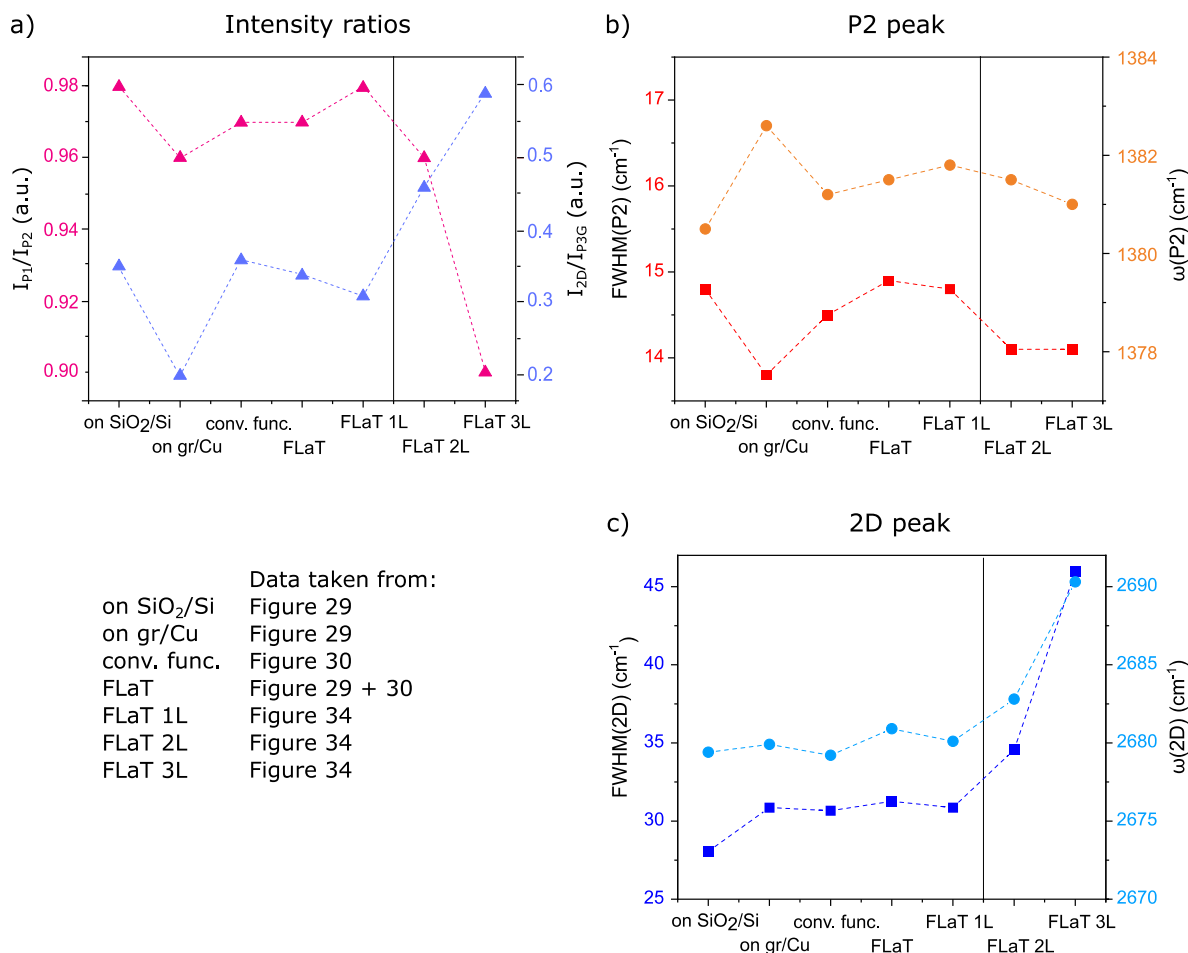 a)
Intensity ratios
I_P1/I_P2 (a.u.)
0.98
0.96
0.94
0.92
0.90
0.6
0.5
0.4
0.3
0.2
I_2D/I_P3G (a.u.)
on SiO₂/Si
on gr/Cu
conv. func.
FLaT
FLaT 1L
FLaT 2L
FLaT 3L
b)
P2 peak
FWHM(P2) (cm⁻¹)
17
16
15
14
1384
1382
1380
1378
ω(P2) (cm⁻¹)
on SiO₂/Si
on gr/Cu
conv. func.
FLaT
FLaT 1L
FLaT 2L
FLaT 3L
Data taken from:
on SiO₂/Si Figure 29
on gr/Cu Figure 29
conv. func. Figure 30
FLaT Figure 29 + 30
FLaT 1L Figure 34
FLaT 2L Figure 34
FLaT 3L Figure 34
c)
2D peak
FWHM(2D) (cm⁻¹)
45
40
35
30
25
2690
2685
2680
2675
2670
ω(2D) (cm⁻¹)
on SiO₂/Si
on gr/Cu
conv. func.
FLaT
FLaT 1L
FLaT 2L
FLaT 3L